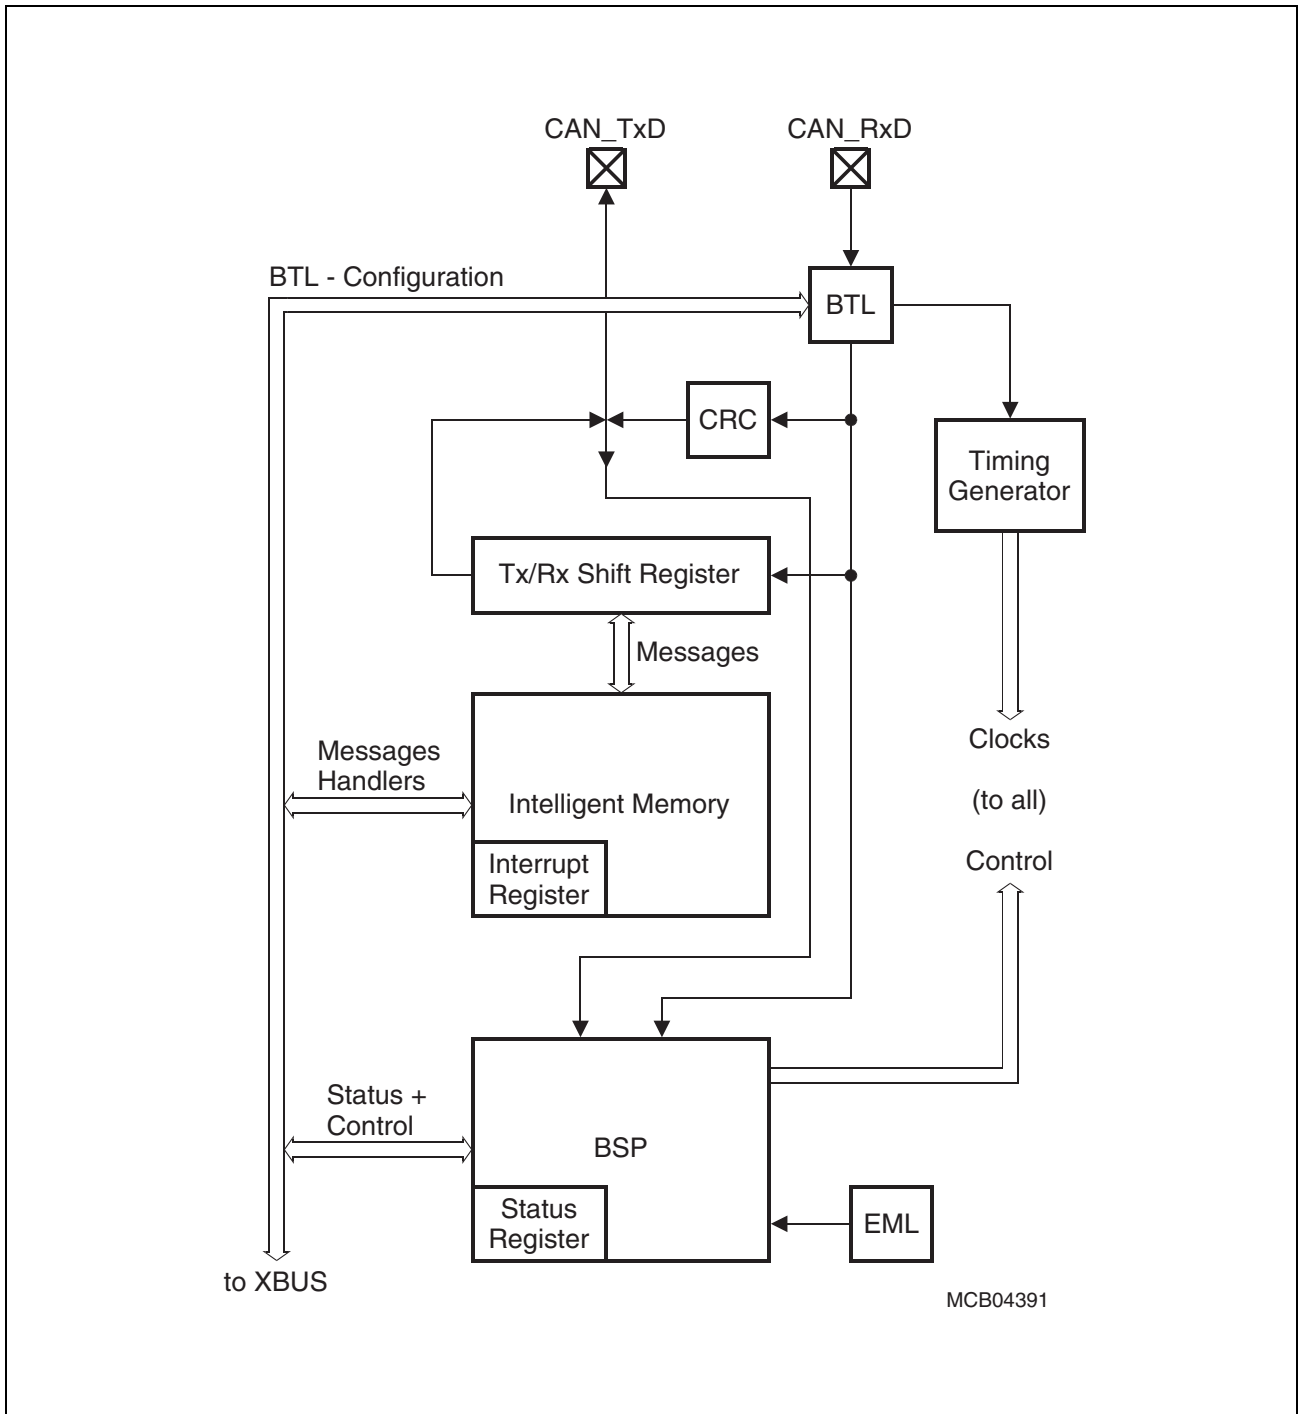 CAN_TxD
CAN_RxD
BTL - Configuration
BTL
CRC
Timing
Generator
Tx/Rx Shift Register
Messages
Messages
Handlers
Intelligent Memory
Clocks
(to all)
Control
Interrupt
Register
Status +
Control
BSP
Status
Register
EML
to XBUS
MCB04391